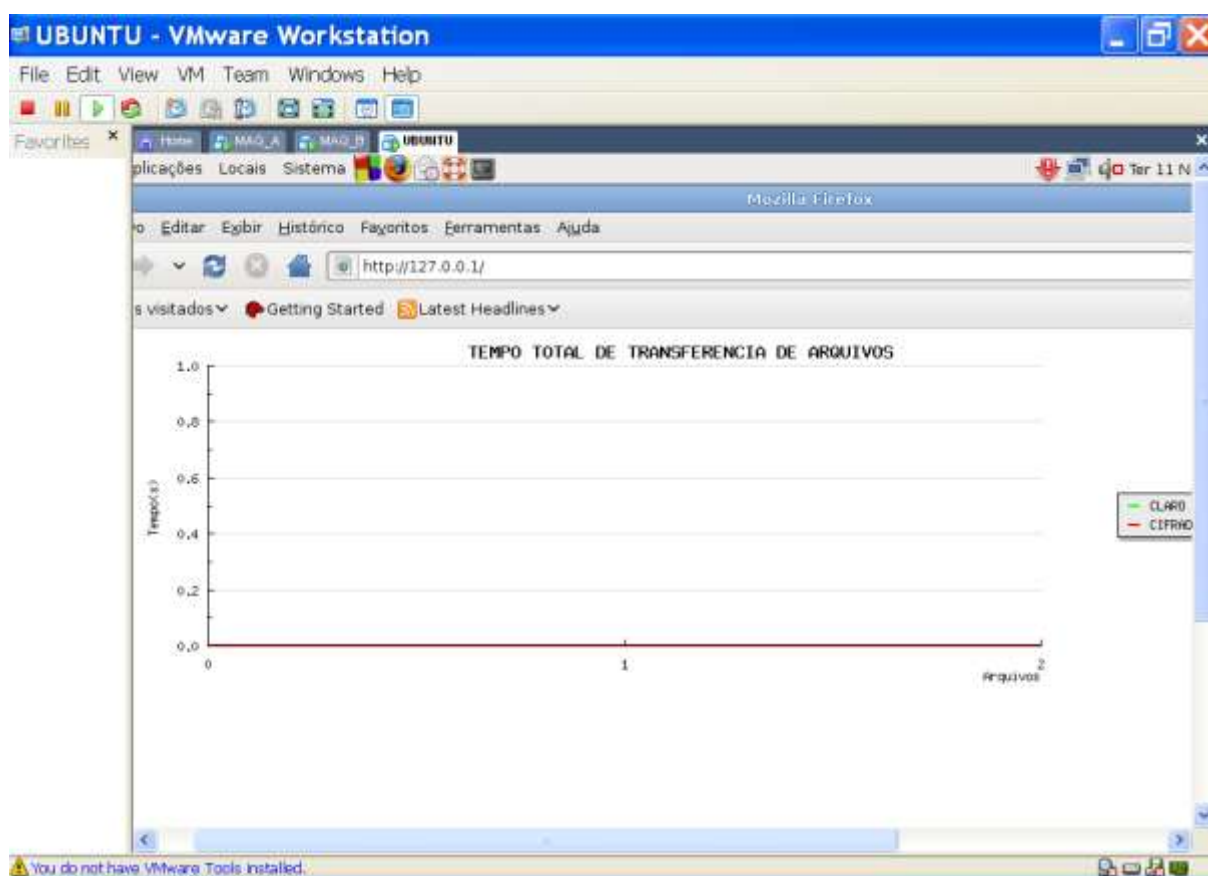 UBUNTU - VMware Workstation
File Edit View VM Team Windows Help
Favorites
Home MAQ_A MAQ_B UBUNTU
plicações Locais Sistema Ter 11 N
Mozilla Firefox
vo Editar Exibir Histórico Favoritos Ferramentas Ajuda
http://127.0.0.1/
s visitados Getting Started Latest Headlines
TEMPO TOTAL DE TRANSFERENCIA DE ARQUIVOS
1.0
0.8
0.6
0.4
0.2
0.0
Tempo(s)
0 1 2
Arquivos
CLARO
CIFRADO
You do not have VMware Tools installed.